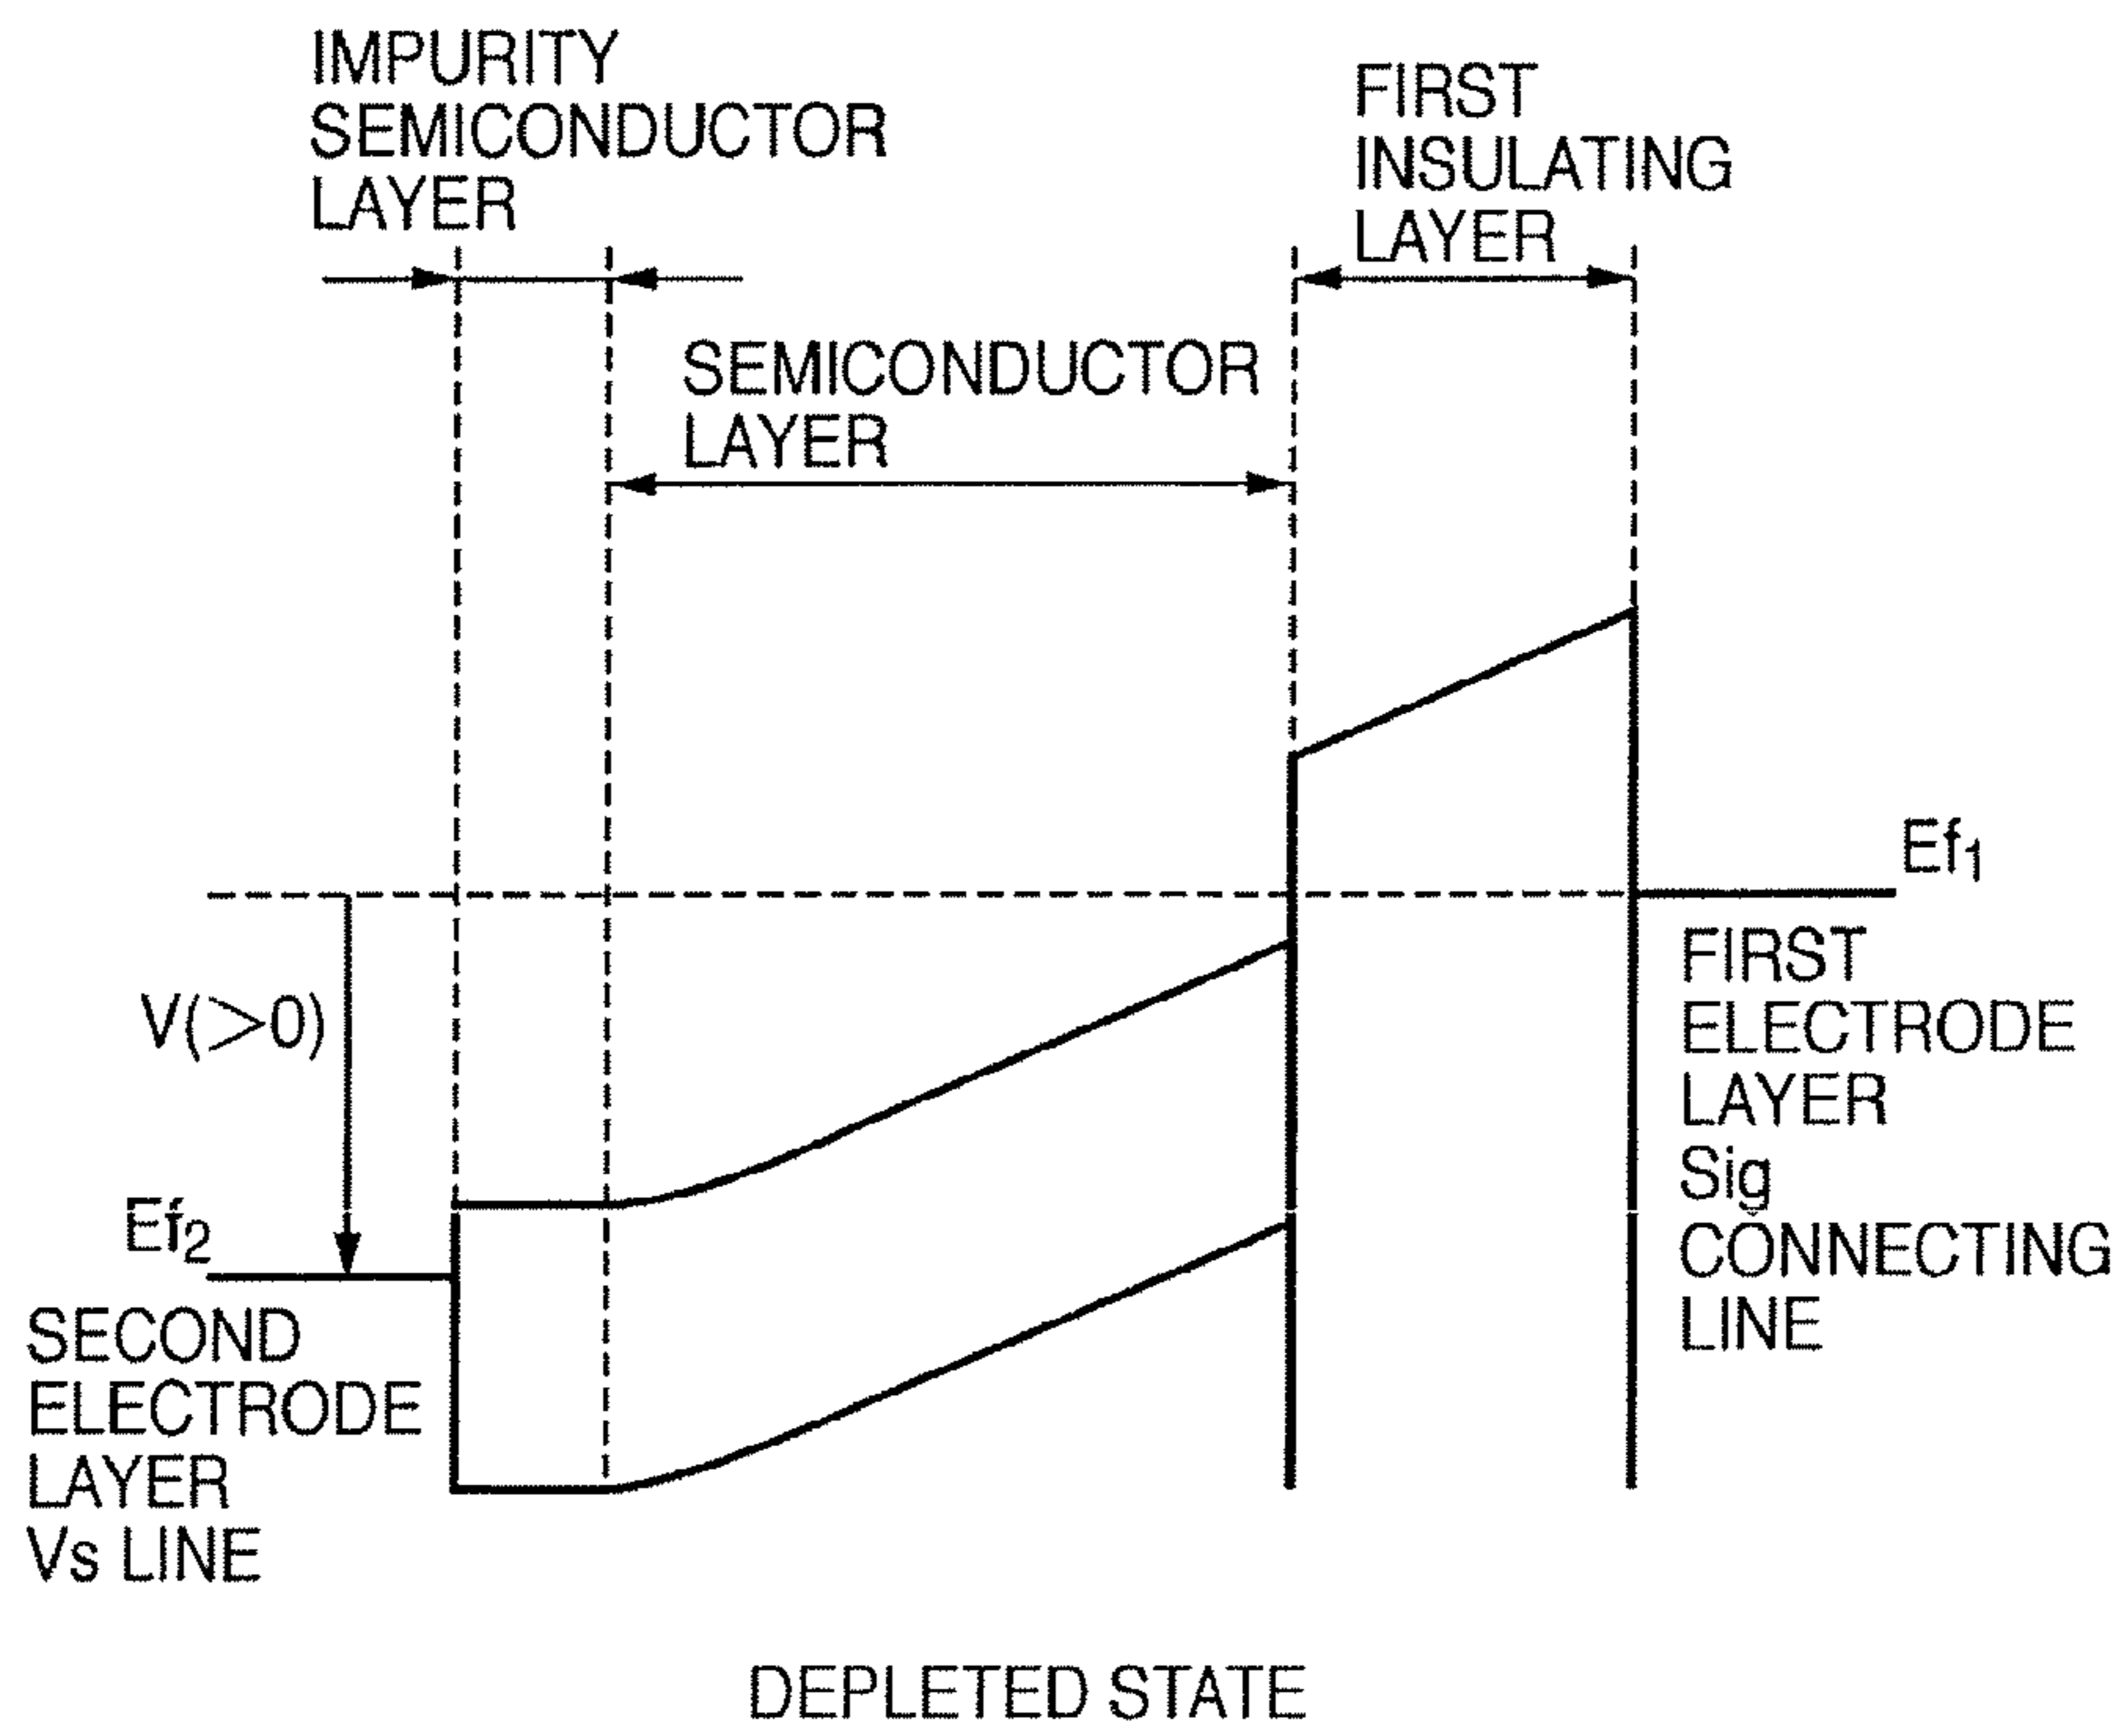 IMPURITY
SEMICONDUCTOR
LAYER
FIRST
INSULATING
LAYER
SEMICONDUCTOR
LAYER
Ef1
FIRST
ELECTRODE
LAYER
Sig
CONNECTING
LINE
V(>0)
Ef2
SECOND
ELECTRODE
LAYER
Vs LINE
DEPLETED STATE